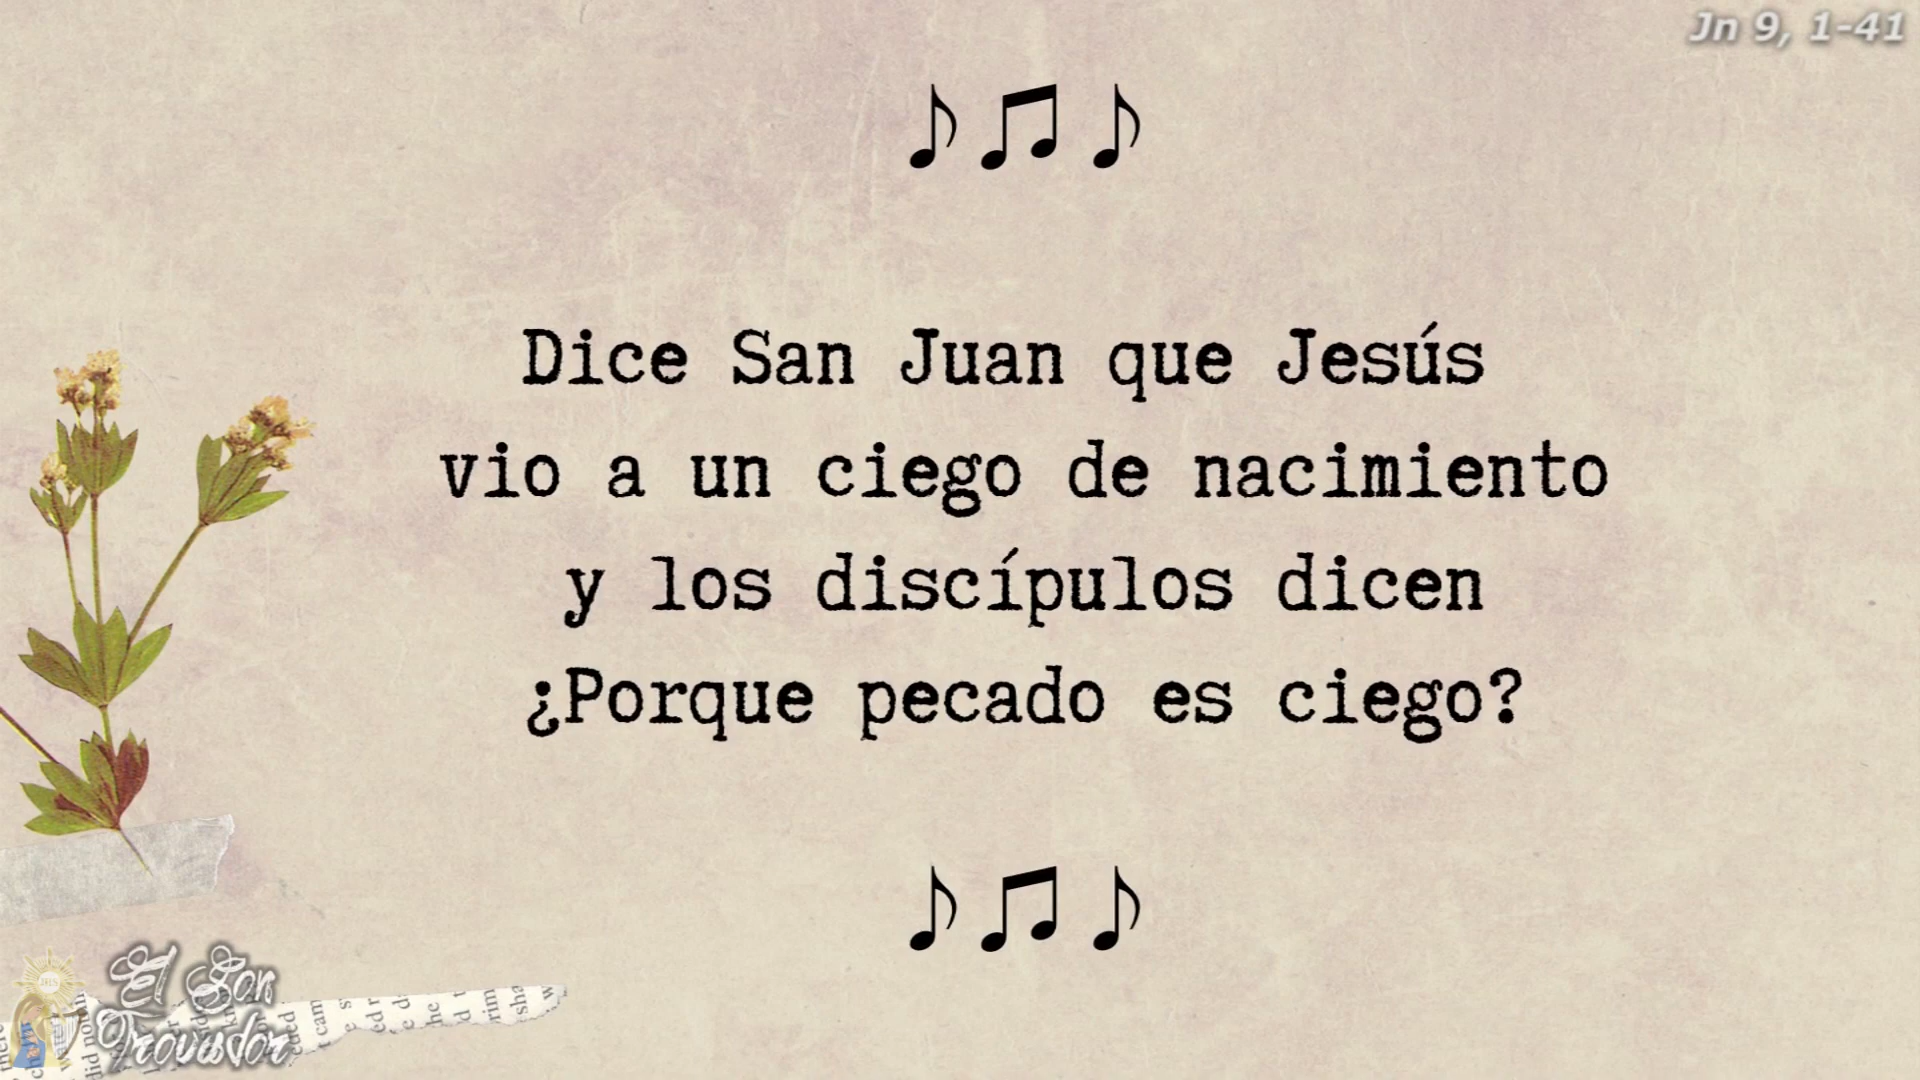 Jn 9, 1-41
♪ ♫ ♪
Dice San Juan que Jesús
vio a un ciego de nacimiento
y los discípulos dicen
¿Porque pecado es ciego?
♪ ♫ ♪
El Son
Trovador